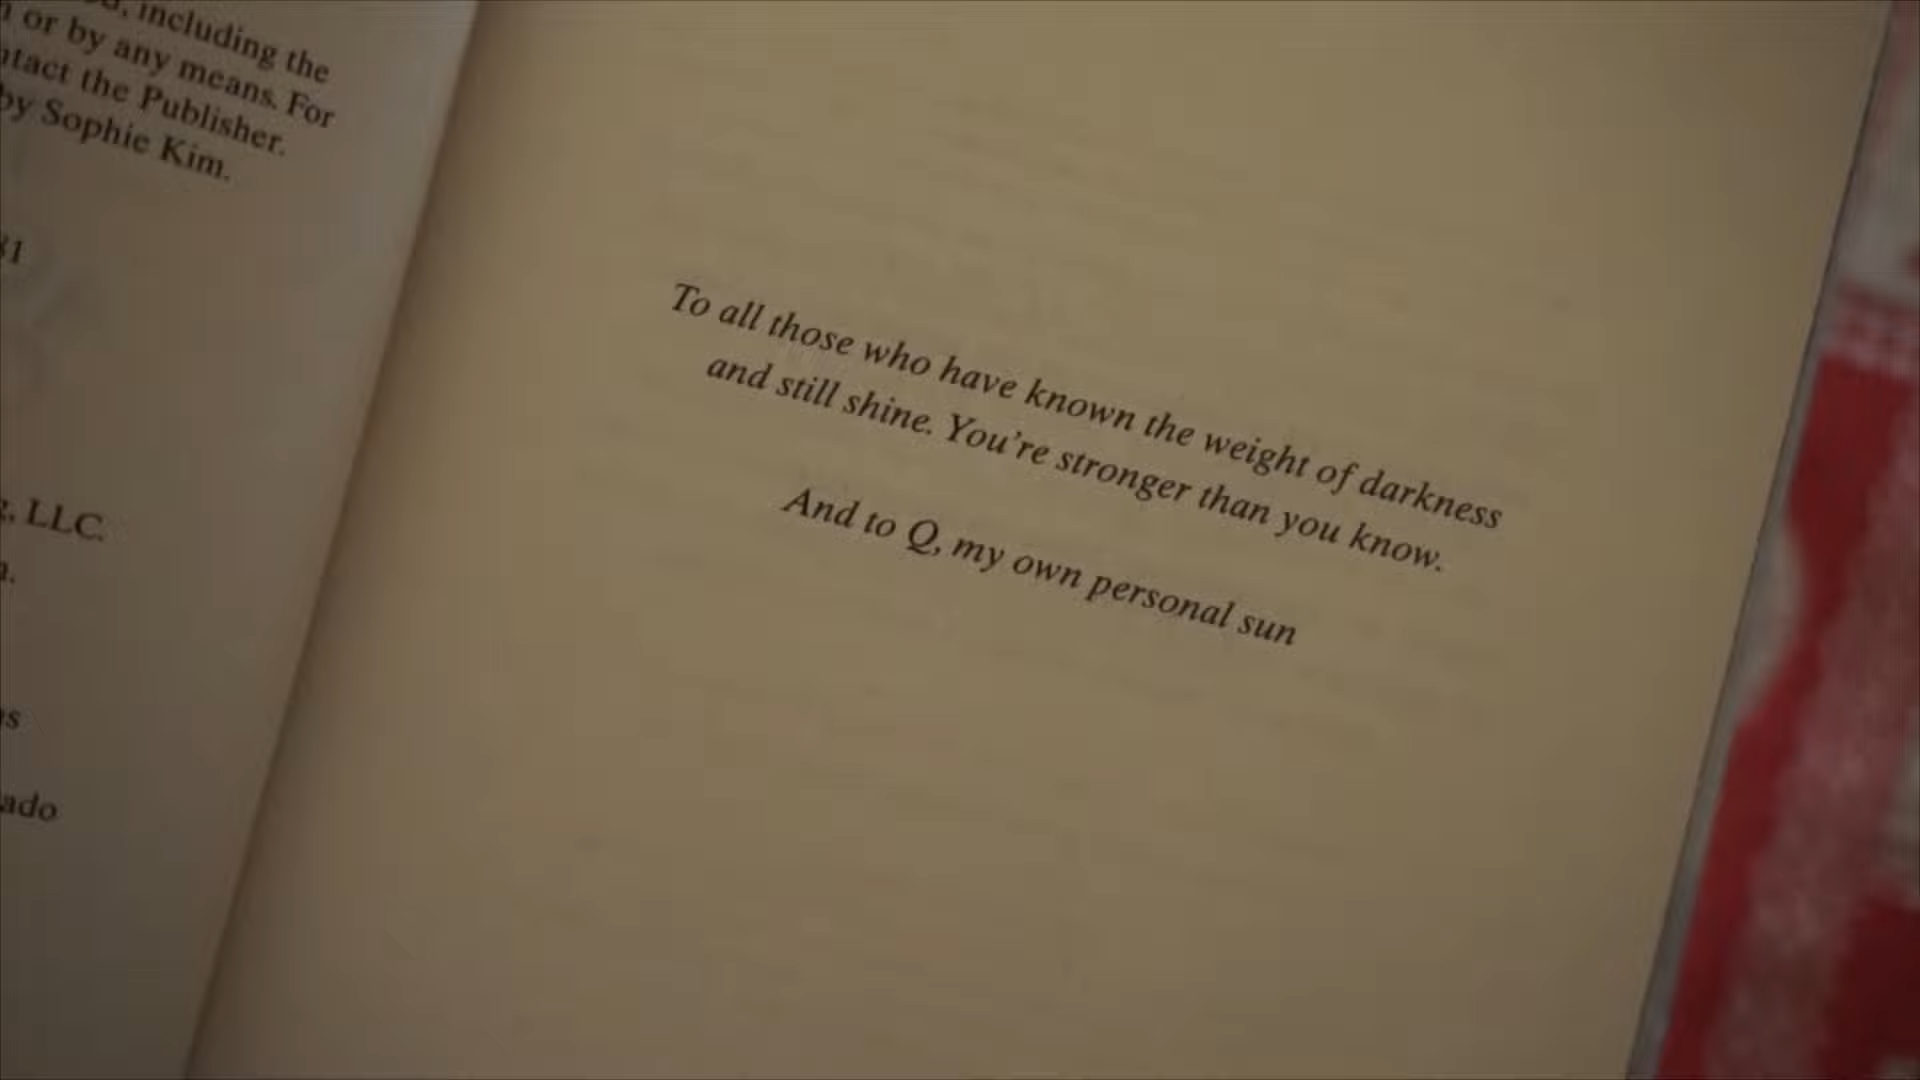 including the
or by any means. For
the Publisher.
by Sophie Kim.
LLC.
To all those who have known the weight of darkness
and still shine. You're stronger than you know.
And to Q, my own personal sun